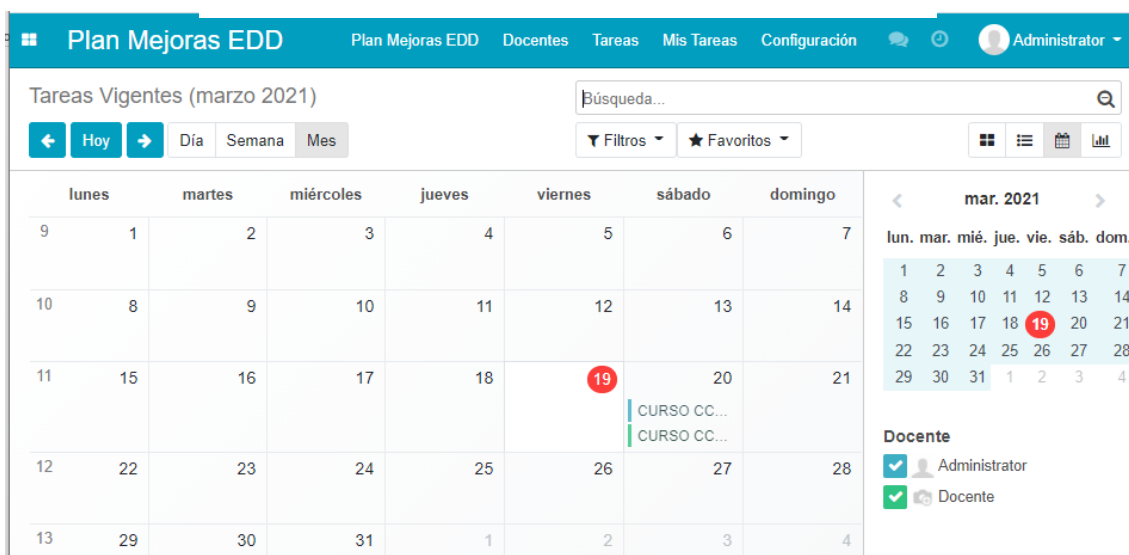 Plan Mejoras EDD Plan Mejoras EDD Docentes Tareas Mis Tareas Configuración Administrator
Tareas Vigentes (marzo 2021) Búsqueda...
Hoy Día Semana Mes Filtros Favoritos
lunes martes miércoles jueves viernes sábado domingo
9 1 2 3 4 5 6 7
10 8 9 10 11 12 13 14
11 15 16 17 18 19 20 21
CURSO CC...
CURSO CC...
12 22 23 24 25 26 27 28
13 29 30 31 1 2 3 4
mar. 2021
lun. mar. mié. jue. vie. sáb. dom.
1 2 3 4 5 6 7
8 9 10 11 12 13 14
15 16 17 18 19 20 21
22 23 24 25 26 27 28
29 30 31 1 2 3 4
Docente
Administrator
Docente